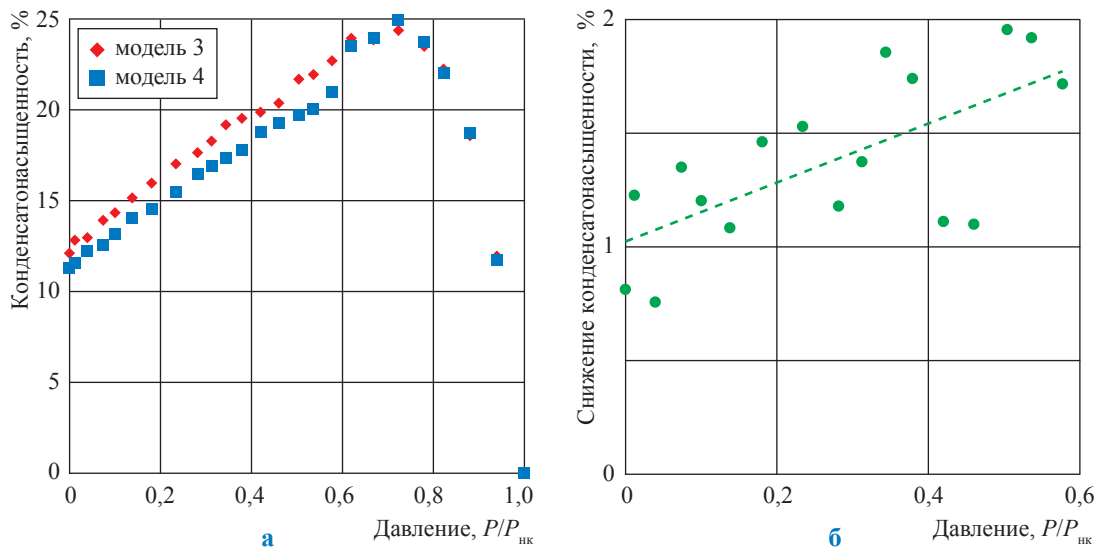 Конденсатонасыщенность, %
25
20
15
10
5
0
модель 3
модель 4
0
0,2
0,4
0,6
0,8
1,0
Давление, P/Pнк
а
Снижение конденсатонасыщенности, %
2
1
0
0
0,2
0,4
0,6
Давление, P/Pнк
б